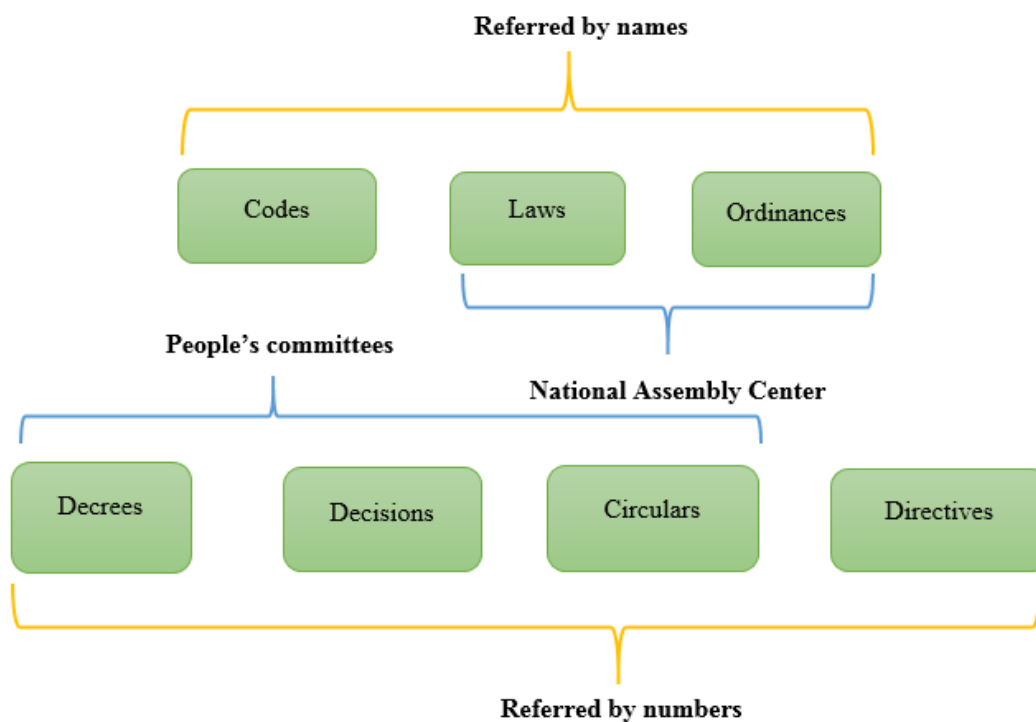 Referred by names
Codes
Laws
Ordinances
People’s committees
National Assembly Center
Decrees
Decisions
Circulars
Directives
Referred by numbers